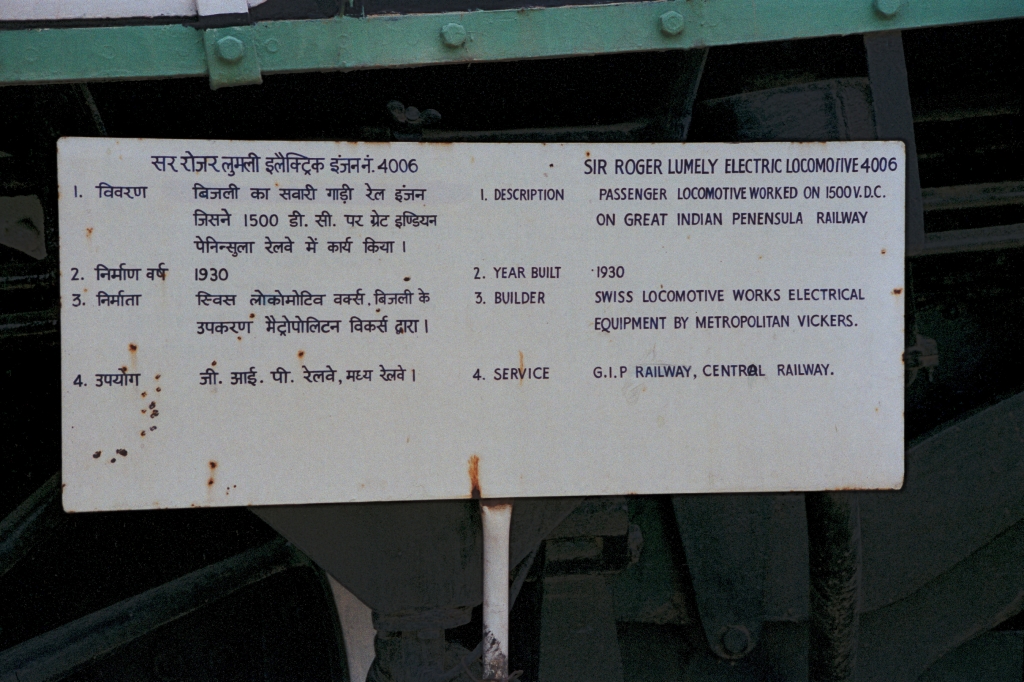 सर रोजर लुमली इलैक्ट्रिक इंजन नं. 4006
1. विवरण बिजली का सवारी गाड़ी रेल इंजन
जिसने 1500 डी. सी. पर ग्रेट इण्डियन
पेनिन्सुला रेलवे में कार्य किया।
2. निर्माण वर्ष 1930
3. निर्माता स्विस लोकोमोटिव वर्क्स, बिजली के
उपकरण मैट्रोपोलिटन विकर्स द्वारा।
4. उपयोग जी. आई. पी. रेलवे, मध्य रेलवे।
SIR ROGER LUMELY ELECTRIC LOCOMOTIVE 4006
1. DESCRIPTION PASSENGER LOCOMOTIVE WORKED ON 1500 V.D.C.
ON GREAT INDIAN PENENSULA RAILWAY
2. YEAR BUILT 1930
3. BUILDER SWISS LOCOMOTIVE WORKS ELECTRICAL
EQUIPMENT BY METROPOLITAN VICKERS.
4. SERVICE G.I.P RAILWAY, CENTRAL RAILWAY.